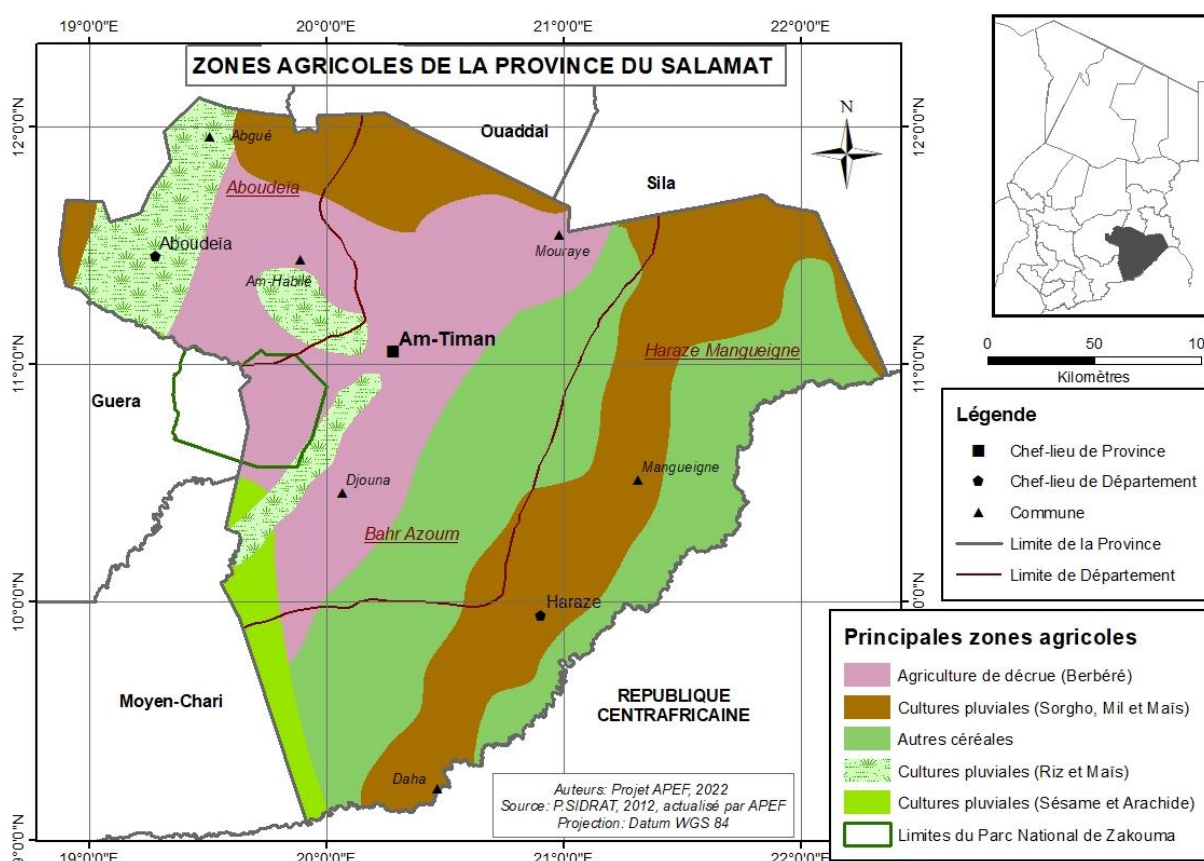 19°0'0"E
20°0'0"E
21°0'0"E
22°0'0"E
ZONES AGRICOLES DE LA PROVINCE DU SALAMAT
N
12°0'0"N
12°0'0"N
Ouaddai
Abgué
Sila
Aboudeïa
Aboudeïa
Mouraye
Am-Habilé
Am-Timan
11°0'0"N
11°0'0"N
Haraze Mangueigne
Guera
0 50 10
Kilomètres
Mangueigne
Djouna
Bahr Azoum
10°0'0"N
10°0'0"N
Haraze
Moyen-Chari
REPUBLIQUE
CENTRAFRICAINE
Daha
Auteurs: Projet APEF, 2022
Source: P.SIDRAT, 2012, actualisé par APEF
Projection: Datum WGS 84
9°0'0"N
19°0'0"E
20°0'0"E
21°0'0"E
22°0'0"E
Légende
Chef-lieu de Province
Chef-lieu de Département
Commune
Limite de la Province
Limite de Département
Principales zones agricoles
Agriculture de décrue (Berbéré)
Cultures pluviales (Sorgho, Mil et Maïs)
Autres céréales
Cultures pluviales (Riz et Maïs)
Cultures pluviales (Sésame et Arachide)
Limites du Parc National de Zakouma